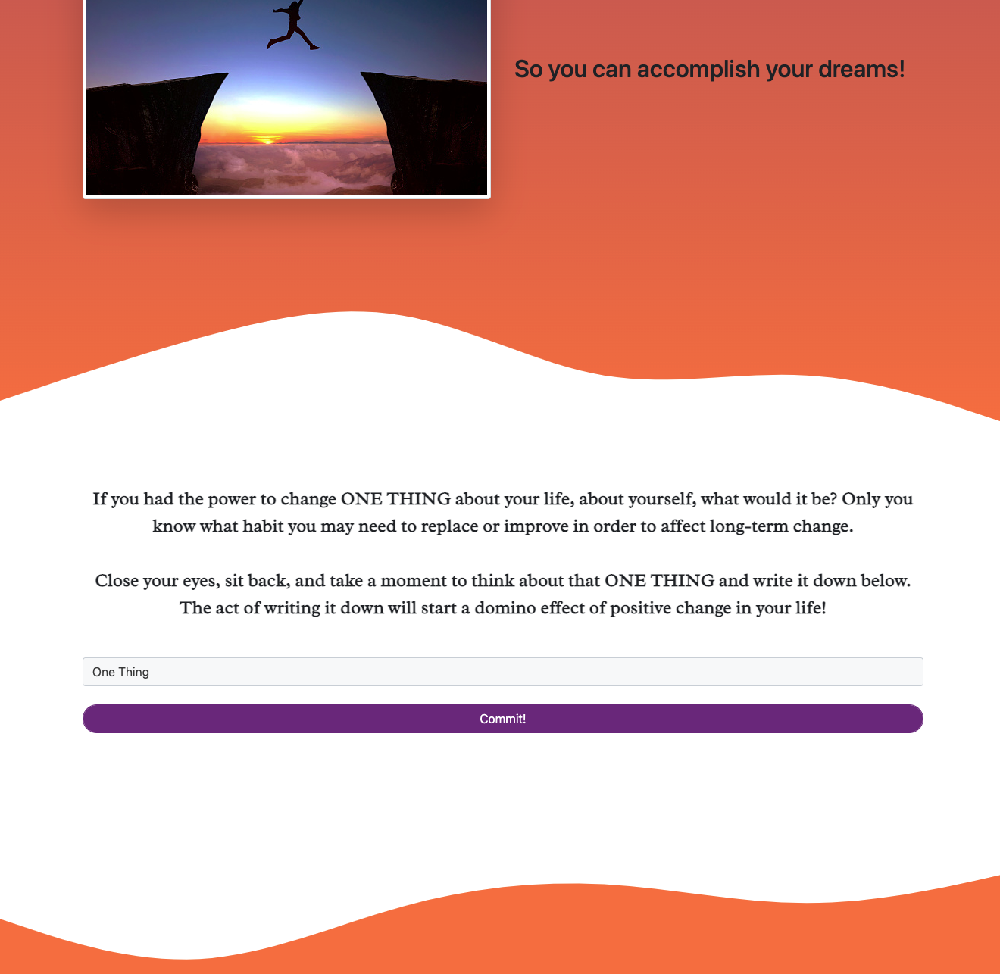 So you can accomplish your dreams!
If you had the power to change ONE THING about your life, about yourself, what would it be? Only you
know what habit you may need to replace or improve in order to affect long-term change.
Close your eyes, sit back, and take a moment to think about that ONE THING and write it down below.
The act of writing it down will start a domino effect of positive change in your life!
One Thing
Commit!